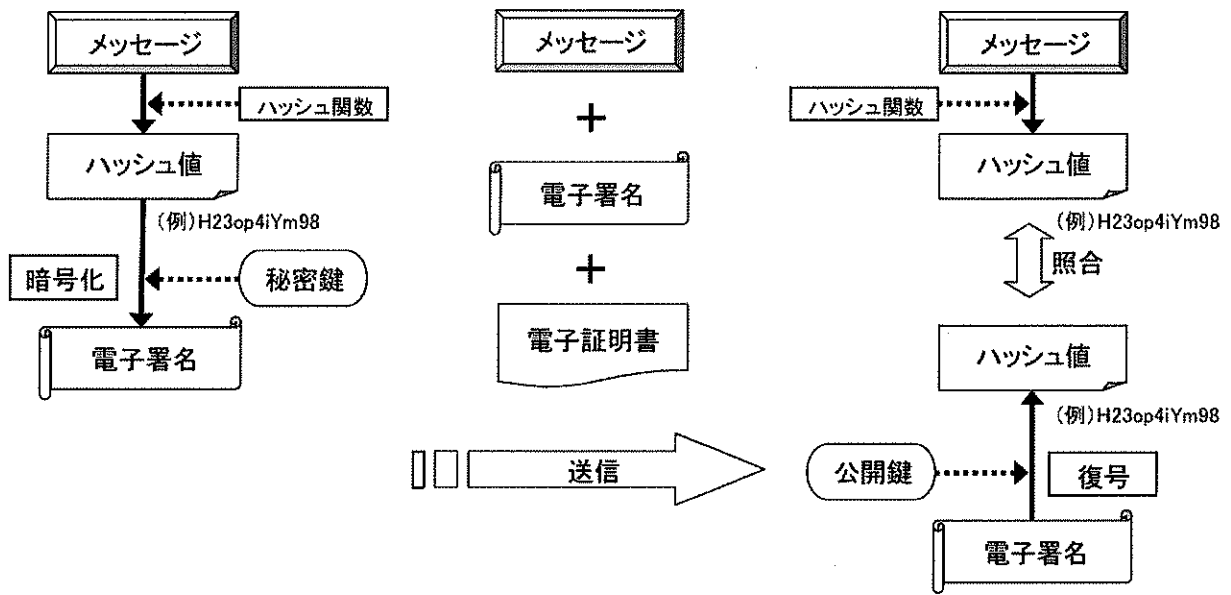 メッセージ
ハッシュ関数
ハッシュ値
(例)H23op4iYm98
暗号化
秘密鍵
電子署名
メッセージ
+
電子署名
+
電子証明書
送信
メッセージ
ハッシュ関数
ハッシュ値
(例)H23op4iYm98
照合
ハッシュ値
(例)H23op4iYm98
公開鍵
復号
電子署名